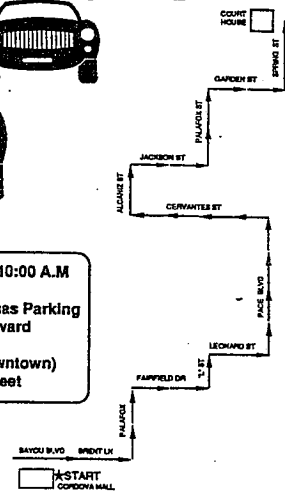 COURT
HOUSE
GARDEN ST
SPRING ST
PALAFOX ST
JACKSON ST
ALCANIZ ST
CERVANTES ST
10:00 A.M
as Parking
vard
PACE BLVD
wntown)
eet
LEONARD ST
"L" ST
FAIRFIELD DR
PALAFOX
BAYOU BLVD
BRENT LN
START
CORDOVA MALL